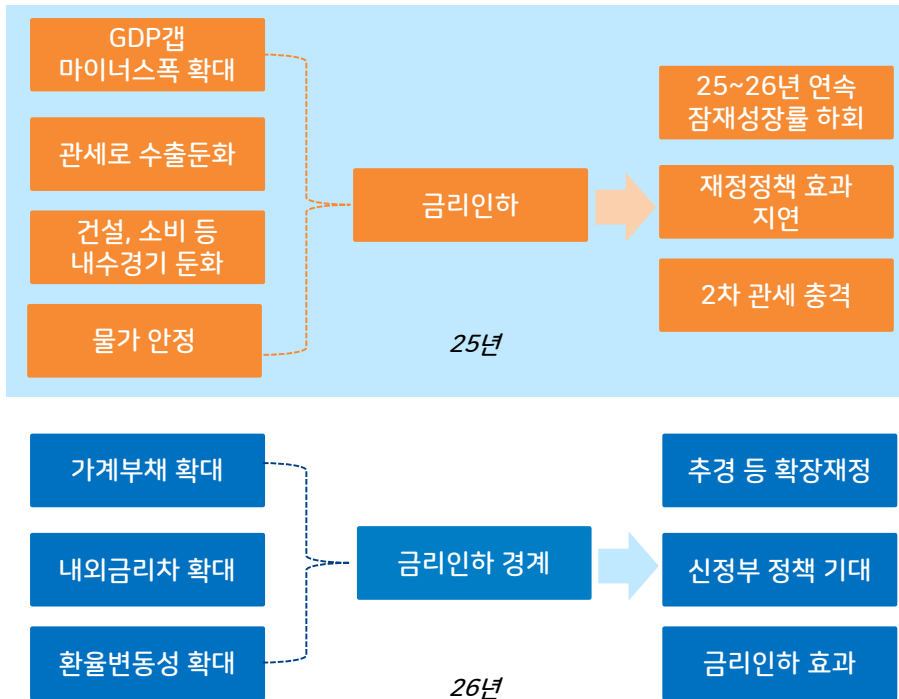 GDP갭
마이너스폭 확대
관세로 수출둔화
건설, 소비 등
내수경기 둔화
물가 안정
금리인하
25년
25~26년 연속
잠재성장률 하회
재정정책 효과
지연
2차 관세 충격
가계부채 확대
내외금리차 확대
환율변동성 확대
금리인하 경계
26년
추경 등 확장재정
신정부 정책 기대
금리인하 효과